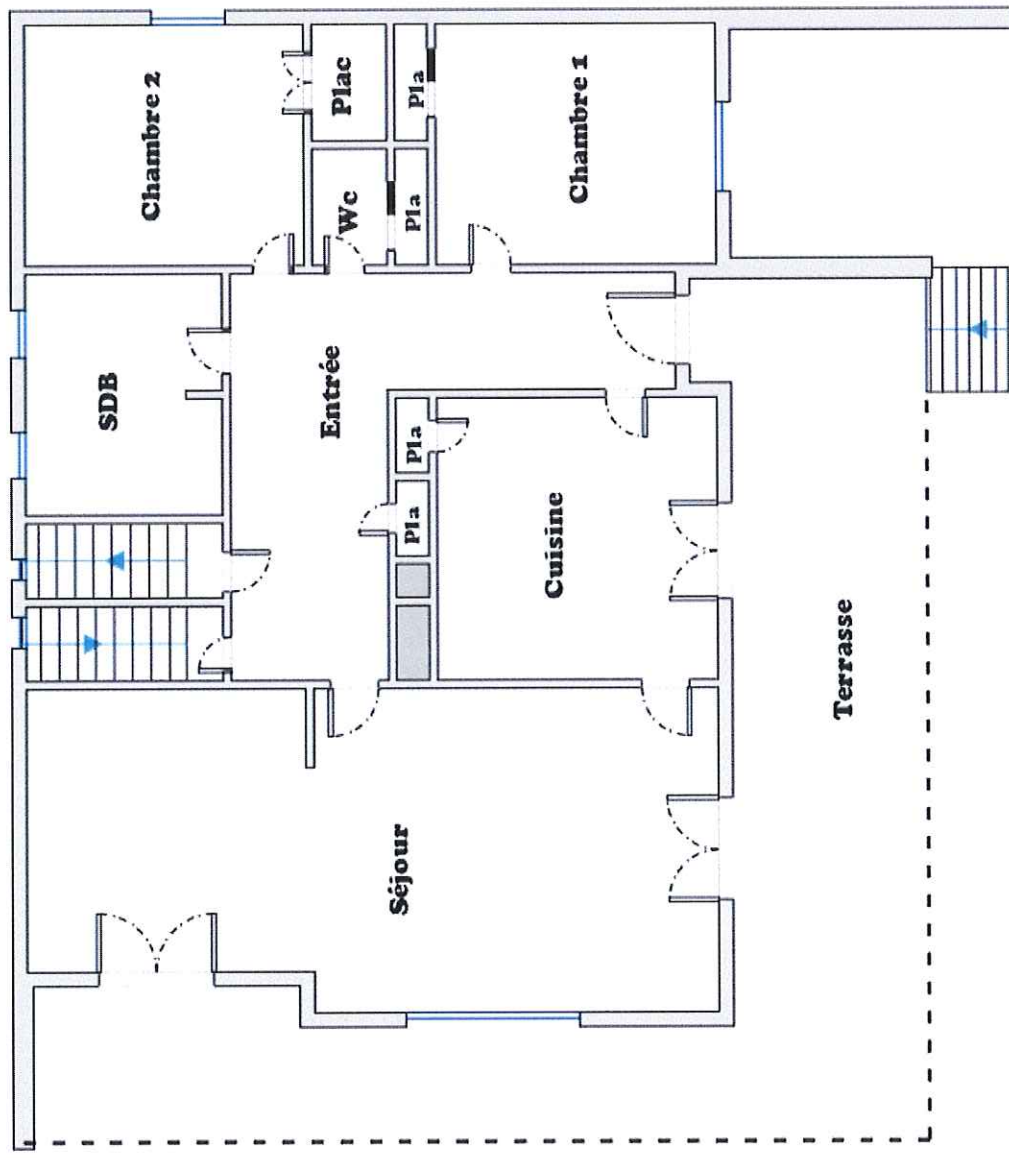 Chambre 2
Plac
Pla
Chambre 1
Wc
Pla
SDB
Entrée
Pla
Pla
Cuisine
Terrasse
Séjour